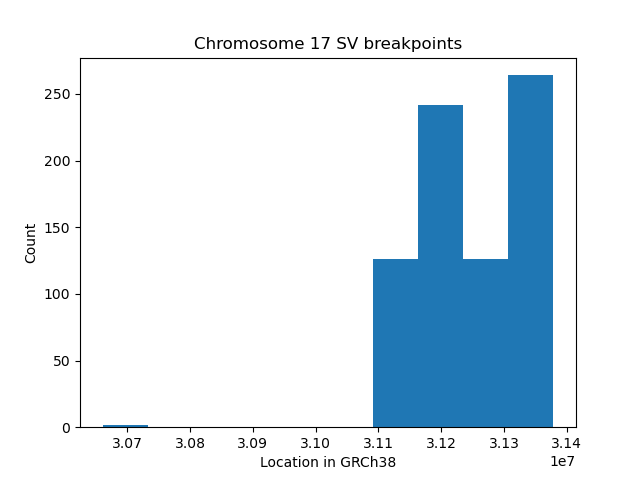 Chromosome 17 SV breakpoints
250
200
150
100
50
0
Count
3.07 3.08 3.09 3.10 3.11 3.12 3.13 3.14
1e7
Location in GRCh38